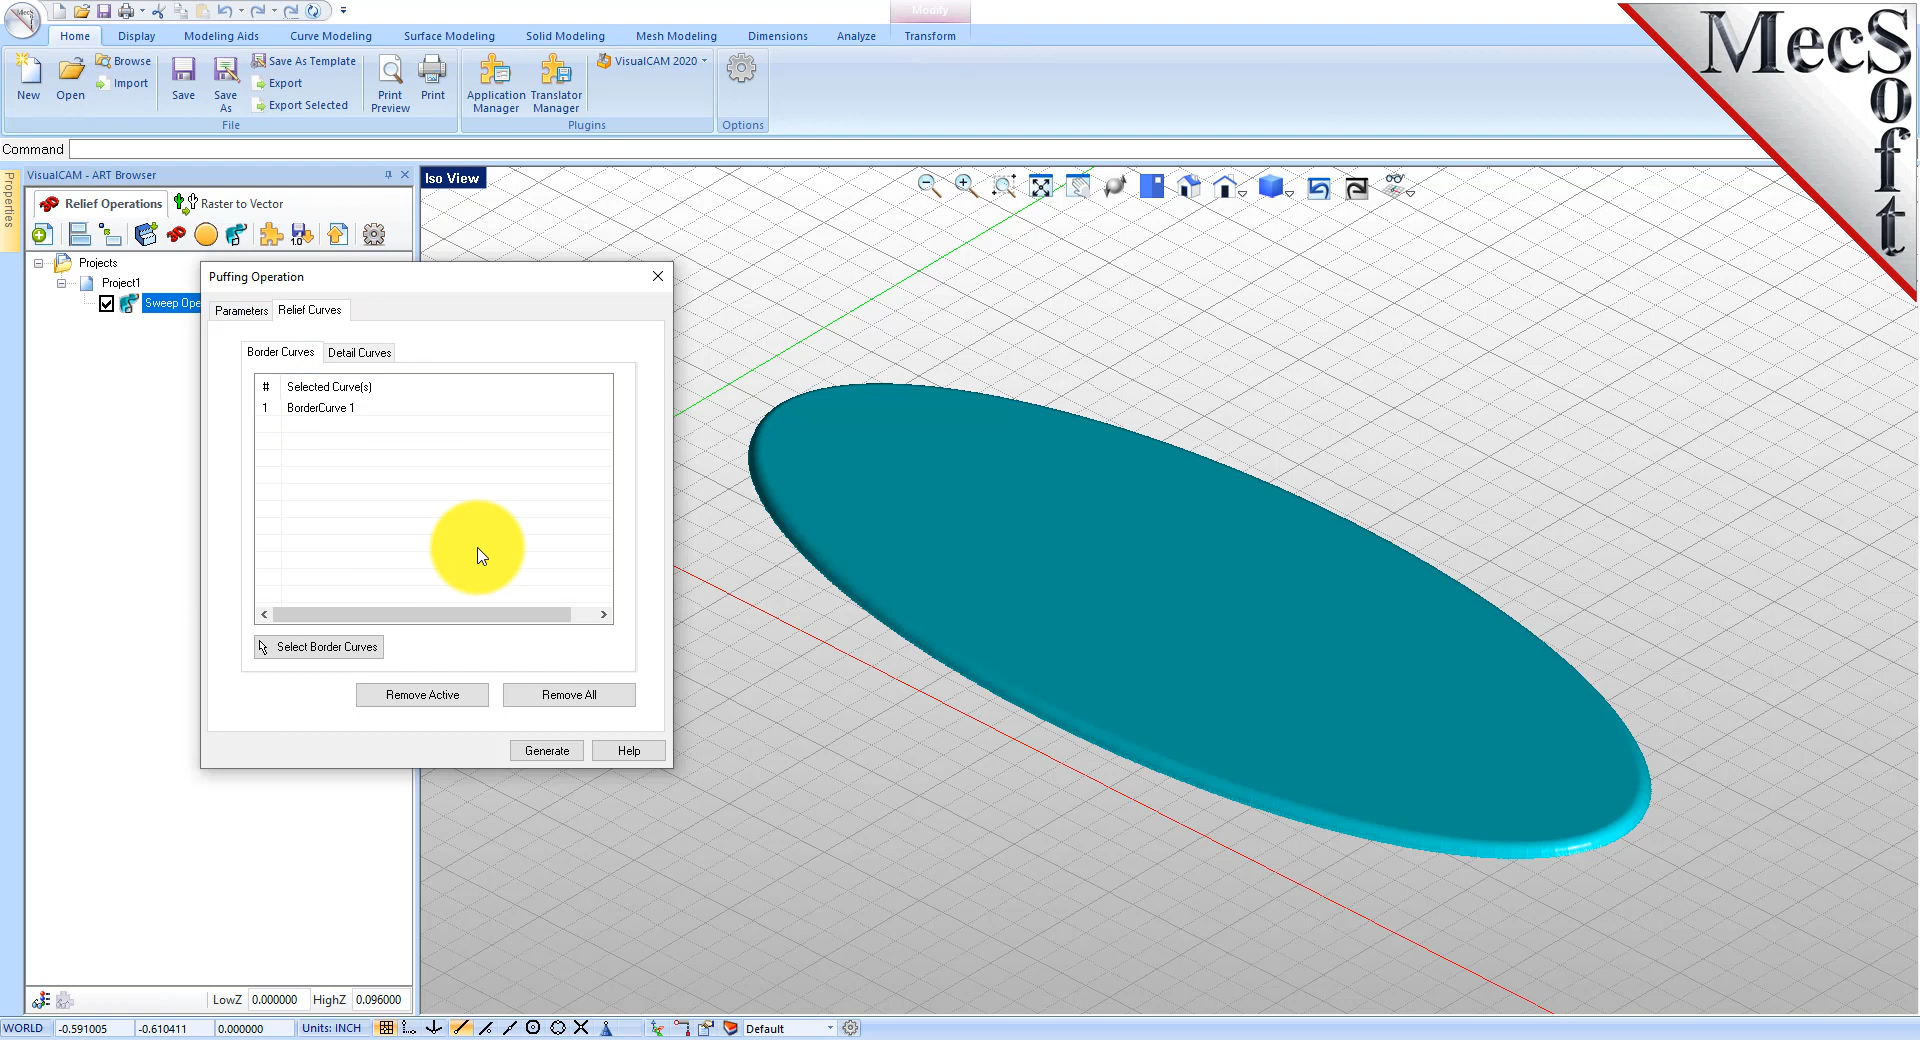 Modify
Home Display Modeling Aids Curve Modeling Surface Modeling Solid Modeling Mesh Modeling Dimensions Analyze Transform
New Open Browse Import Save Save As Save As Template Export Export Selected Print Preview Print Application Manager Translator Manager VisualCAM 2020
File Plugins Options
Command
MecSoft
Properties
VisualCAM - ART Browser
Iso View
Relief Operations Raster to Vector
1.0
Projects
Project1
Sweep Ope
Puffing Operation
Parameters Relief Curves
Border Curves Detail Curves
# Selected Curve(s)
1 BorderCurve 1
Select Border Curves
Remove Active Remove All
Generate Help
LowZ 0.000000 HighZ 0.096000
WORLD -0.591005 -0.610411 0.000000 Units: INCH Default